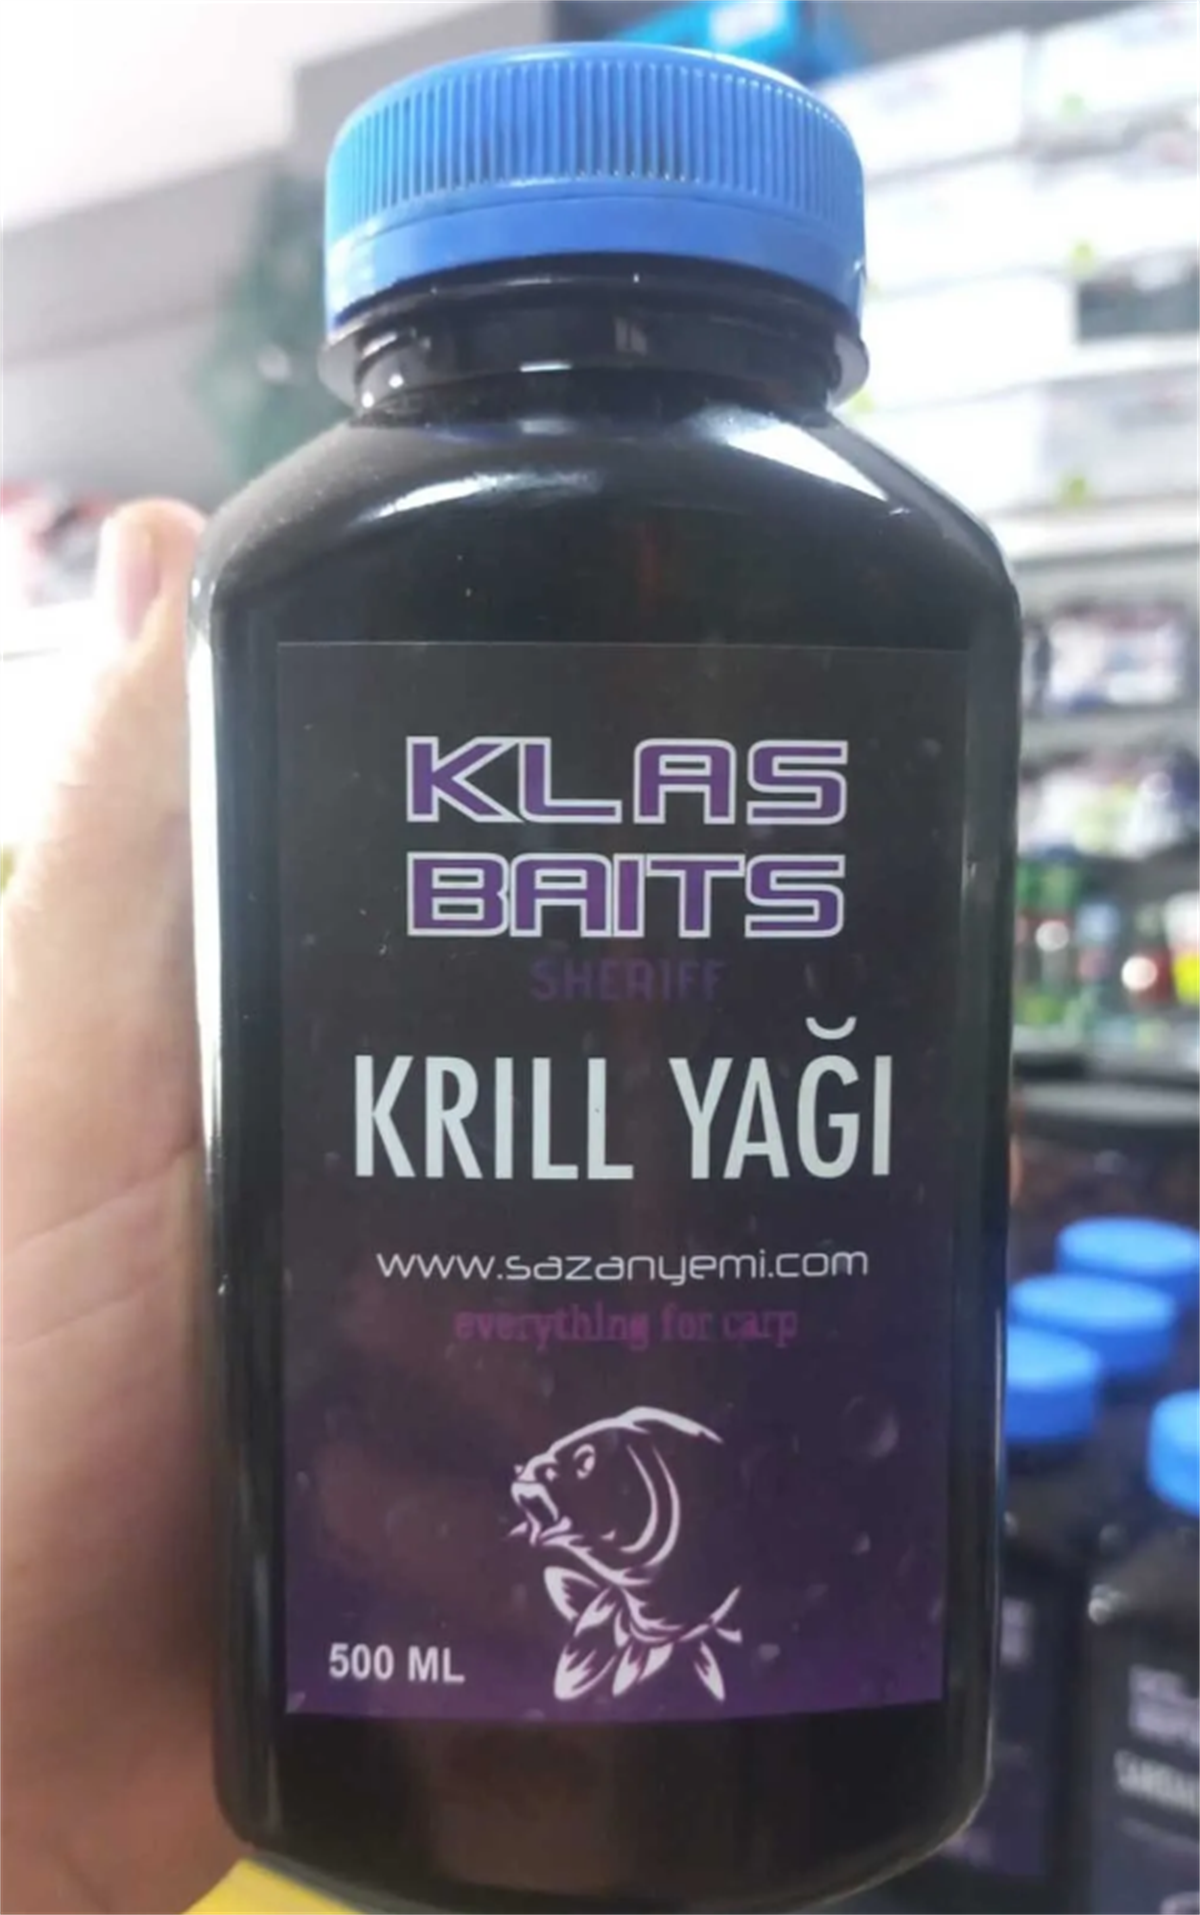 KLAS
BAITS
SHERIFF
KRILL YAĞI
www.sazanyemi.com
everything for carp
500 ML